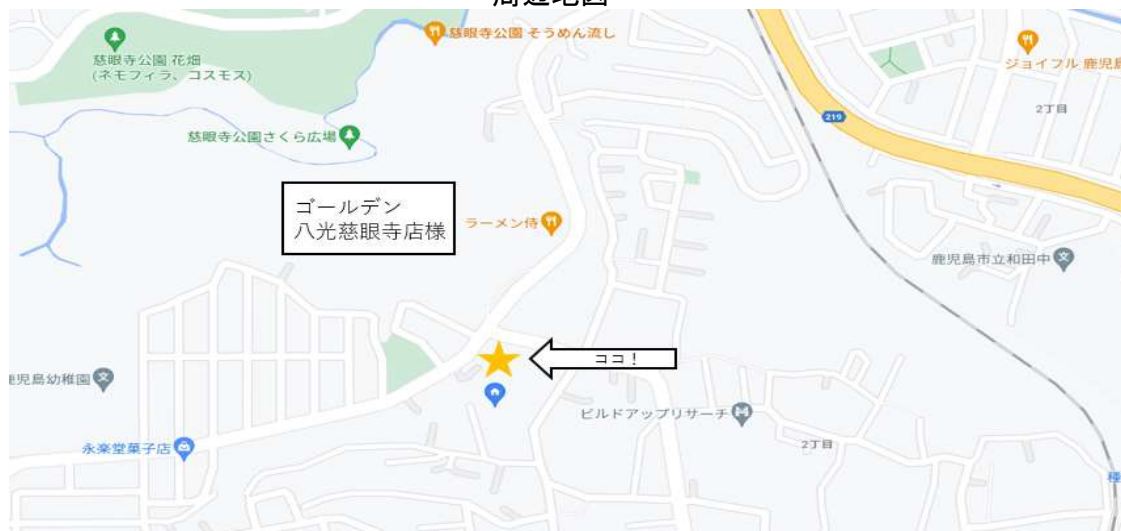 慈眼寺公園 そうめん流し
慈眼寺公園 花畑
(ネモフィラ、コスモス)
ジョイフル 鹿児島
2丁目
219
慈眼寺公園さくら広場
ゴールデン
八光慈眼寺店様
ラーメン侍
鹿児島市立和田中
ココ!
児島幼稚園
ビルドアップリサーチ
2丁目
永楽堂菓子店